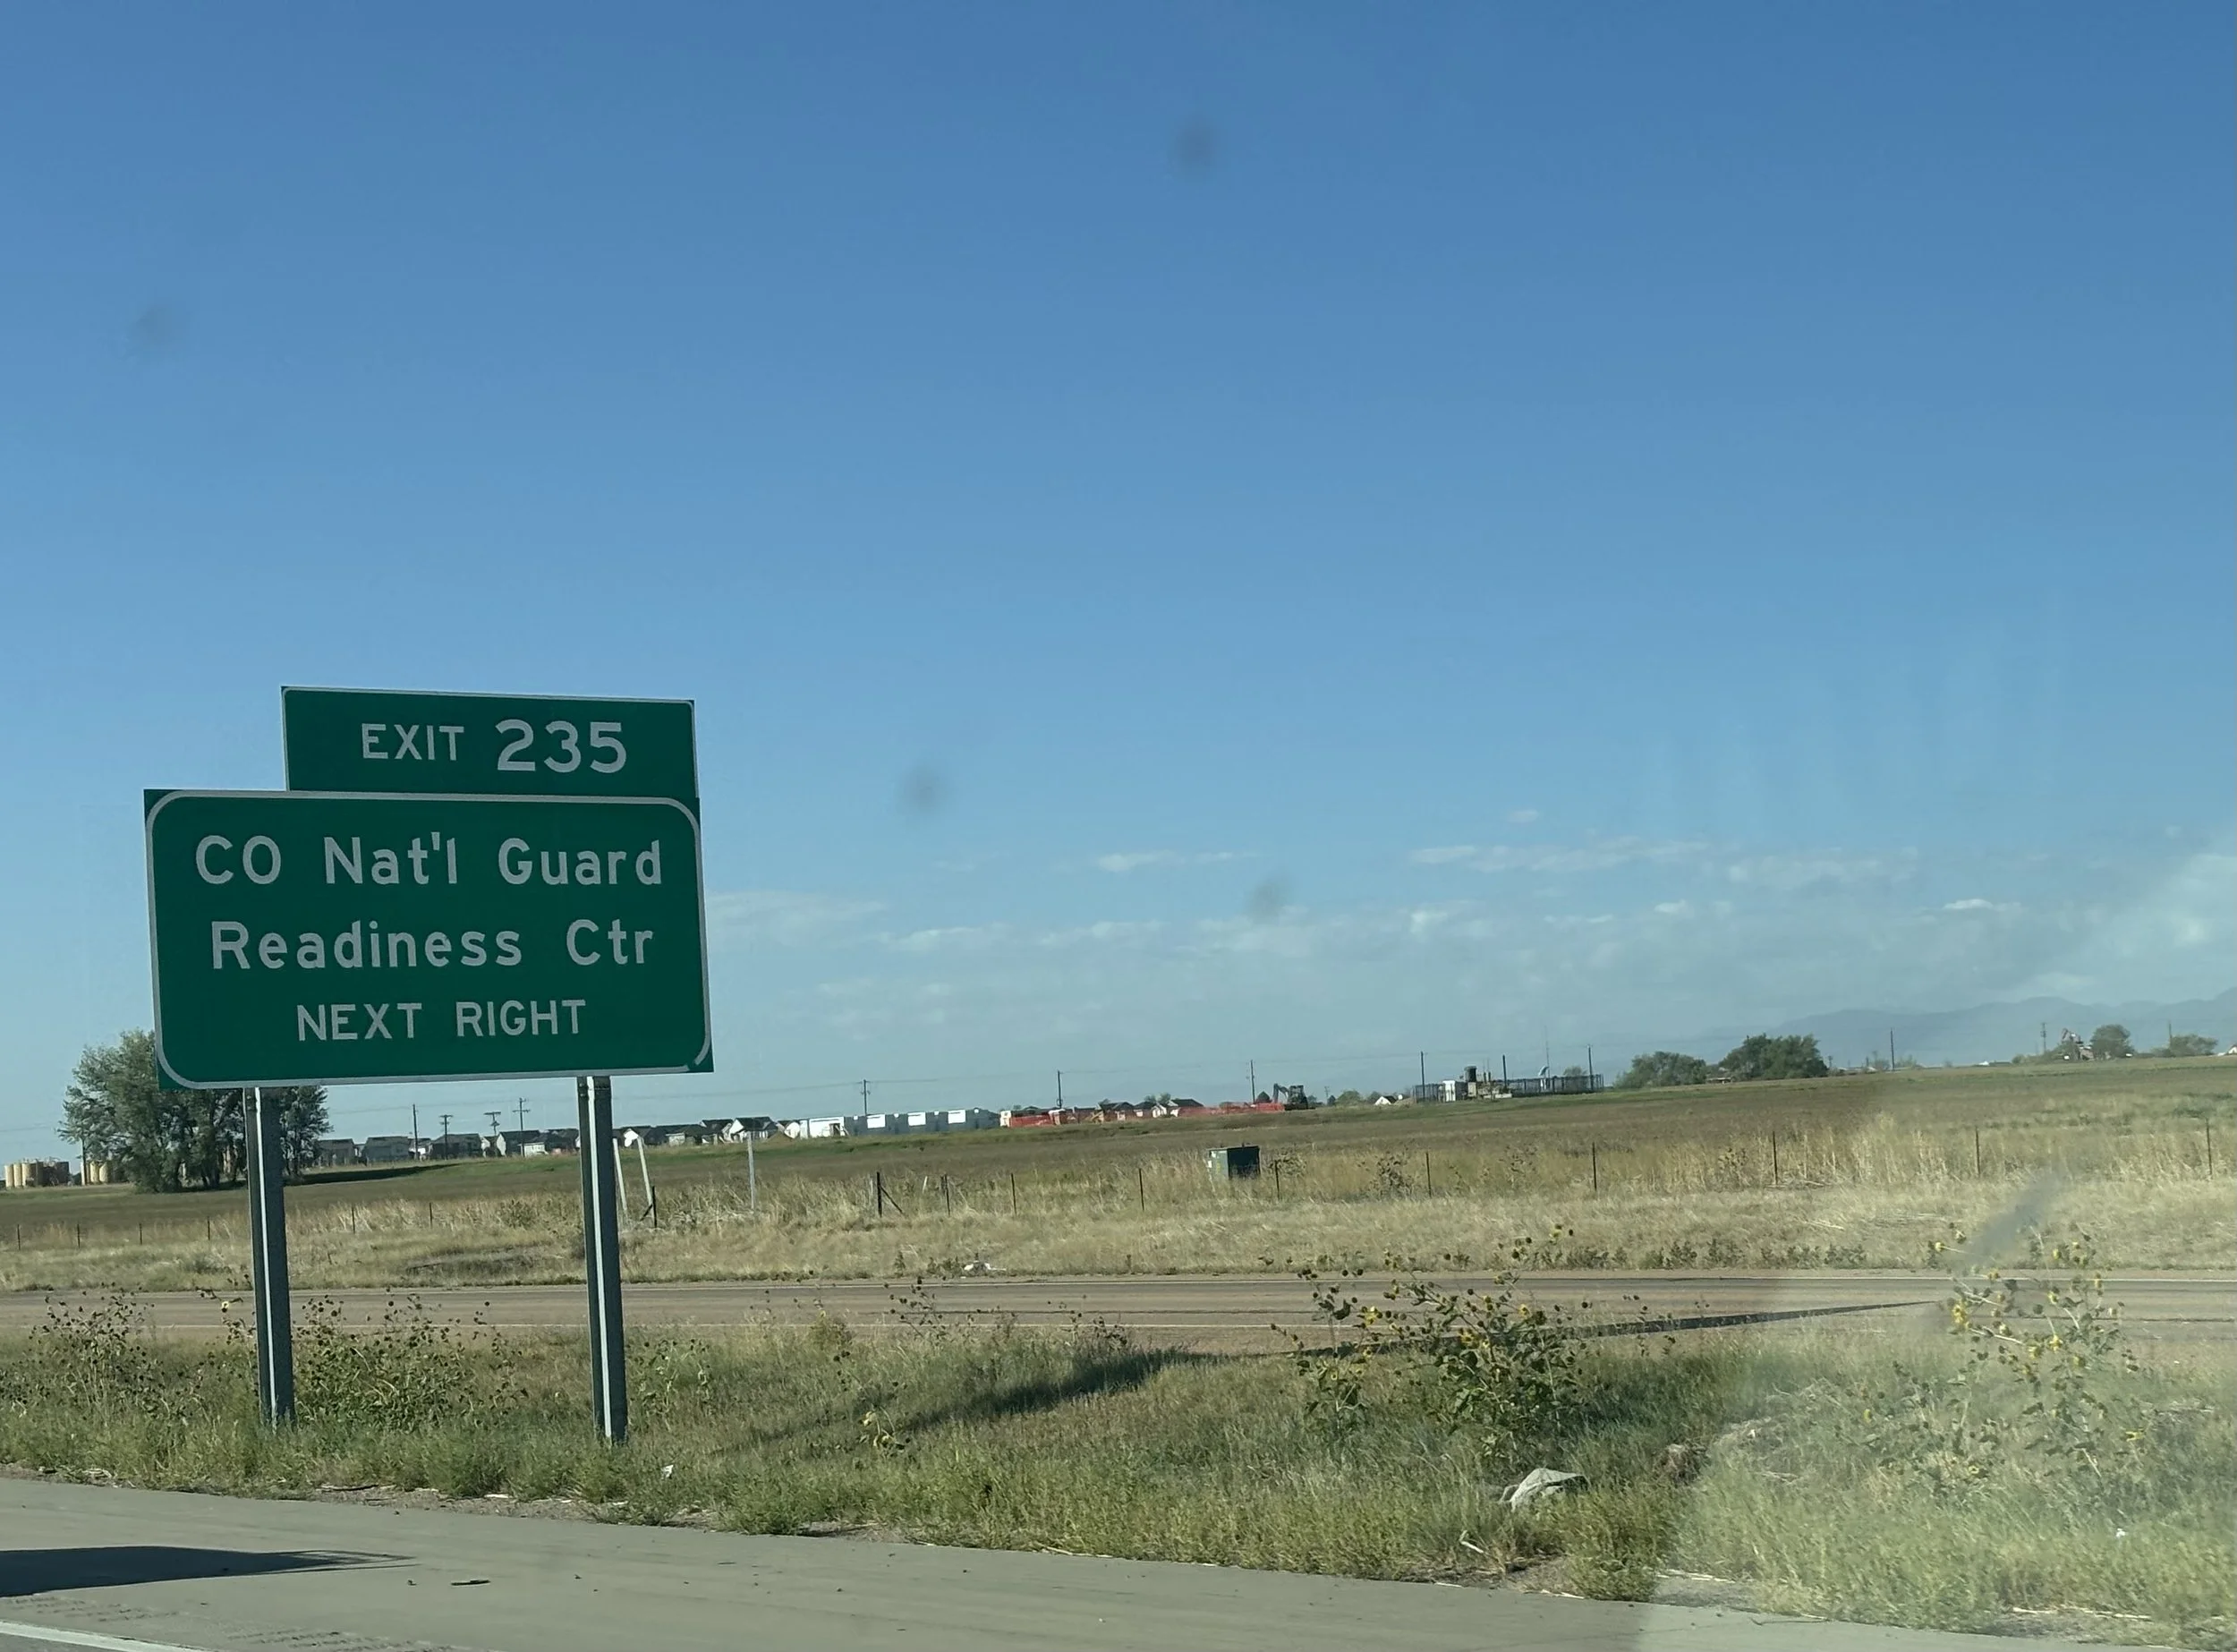 EXIT 235
CO Nat'l Guard
Readiness Ctr
NEXT RIGHT